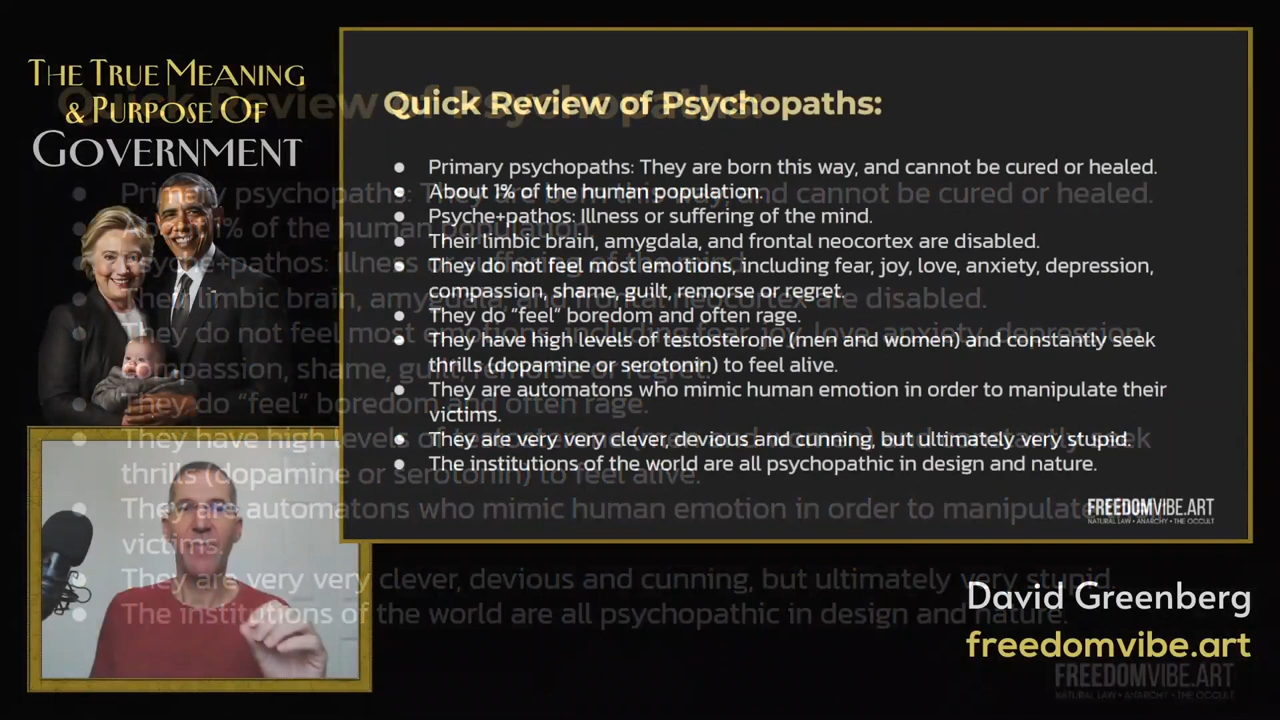 THE TRUE MEANING
& PURPOSE OF
GOVERNMENT
Quick Review of Psychopaths:
● Primary psychopaths: They are born this way, and cannot be cured or healed.
● About 1% of the human population.
● Psyche+pathos: Illness or suffering of the mind.
● Their limbic brain, amygdala, and frontal neocortex are disabled.
● They do not feel most emotions, including fear, joy, love, anxiety, depression,
compassion, shame, guilt, remorse or regret.
● They do “feel” boredom and often rage.
● They have high levels of testosterone (men and women) and constantly seek
thrills (dopamine or serotonin) to feel alive.
● They are automatons who mimic human emotion in order to manipulate their
victims.
● They are very very clever, devious and cunning, but ultimately very stupid.
● The institutions of the world are all psychopathic in design and nature.
FREEDOMVIBE.ART
NATURAL LAW • ANARCHY • THE OCCULT
David Greenberg
freedomvibe.art
FREEDOMVIBE.ART
NATURAL LAW • ANARCHY • THE OCCULT